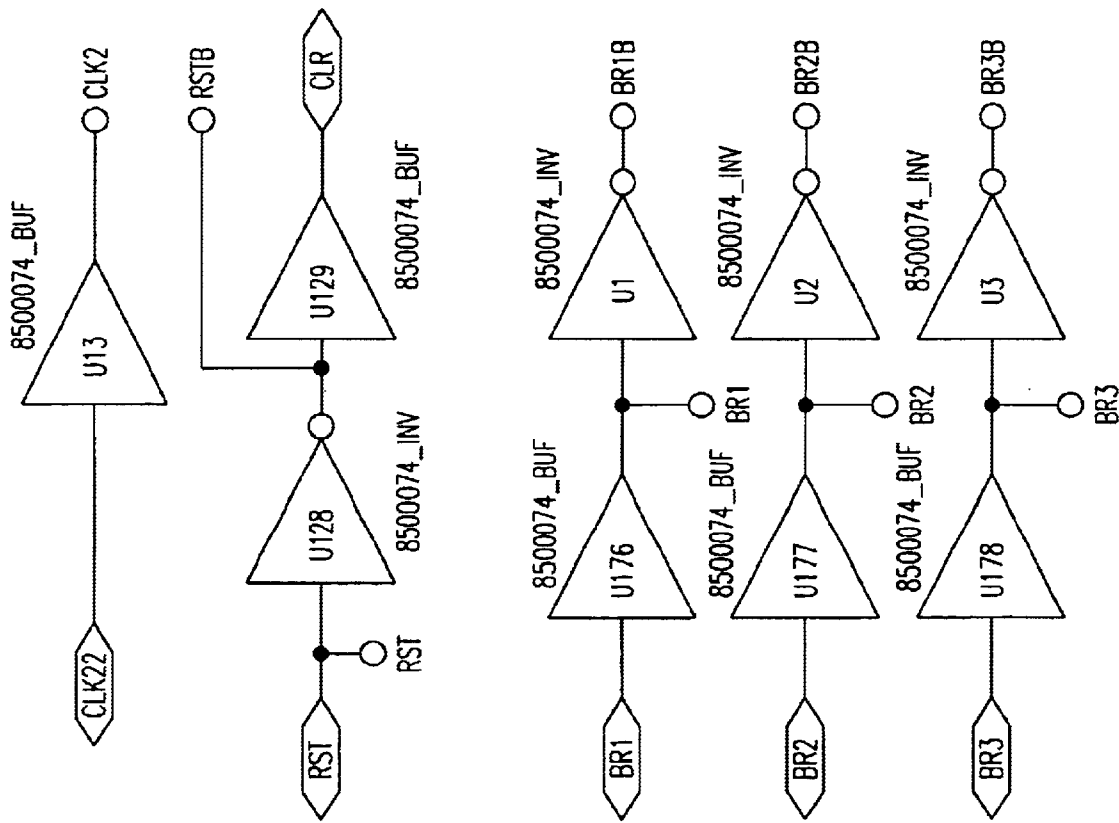 8500074_BUF
CLK22
U13
CLK2
RSTB
RST
RST
U128
8500074_INV
U129
8500074_BUF
CLR
BR1
8500074_BUF
U176
BR1
8500074_INV
U1
BR1B
BR2
8500074_BUF
U177
BR2
8500074_INV
U2
BR2B
BR3
8500074_BUF
U178
BR3
8500074_INV
U3
BR3B